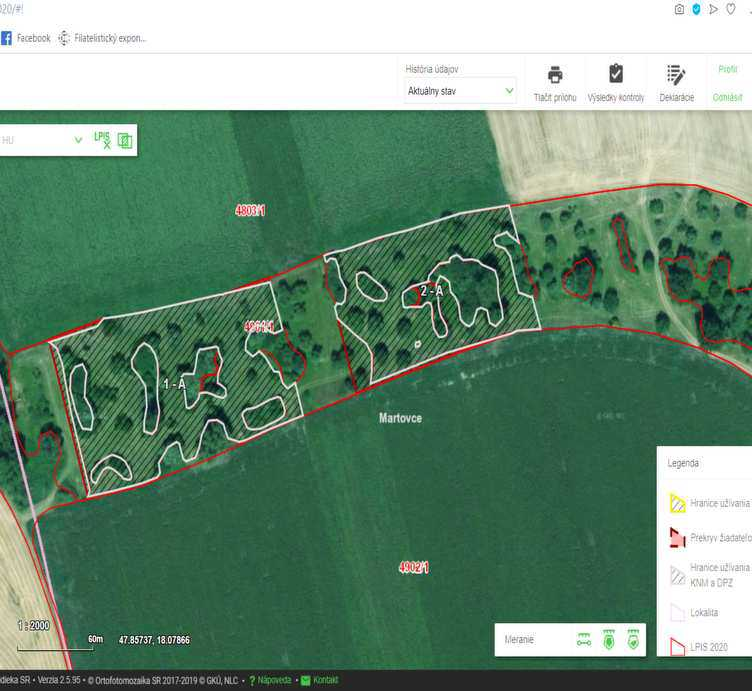 020/#!
Facebook Filatelistický expon...
História údajov
Aktuálny stav
Tlačiť prílohu
Výsledky kontroly
Deklarácie
Profil
Odhlásiť
HU
LPIS
4803/1
2 - A
1 - A
Martovce
4902/1
Legenda
Hranice užívania
Prekryv žiadateľo
Hranice užívania
KNM a DPZ
Lokalita
LPIS 2020
1 : 2000
60m
47.85737, 18.07866
Meranie
dieka SR • Verzia 2.5.95 • © Ortofotomozaika SR 2017-2019 © GKÚ, NLC • ? Nápoveda • Kontakt